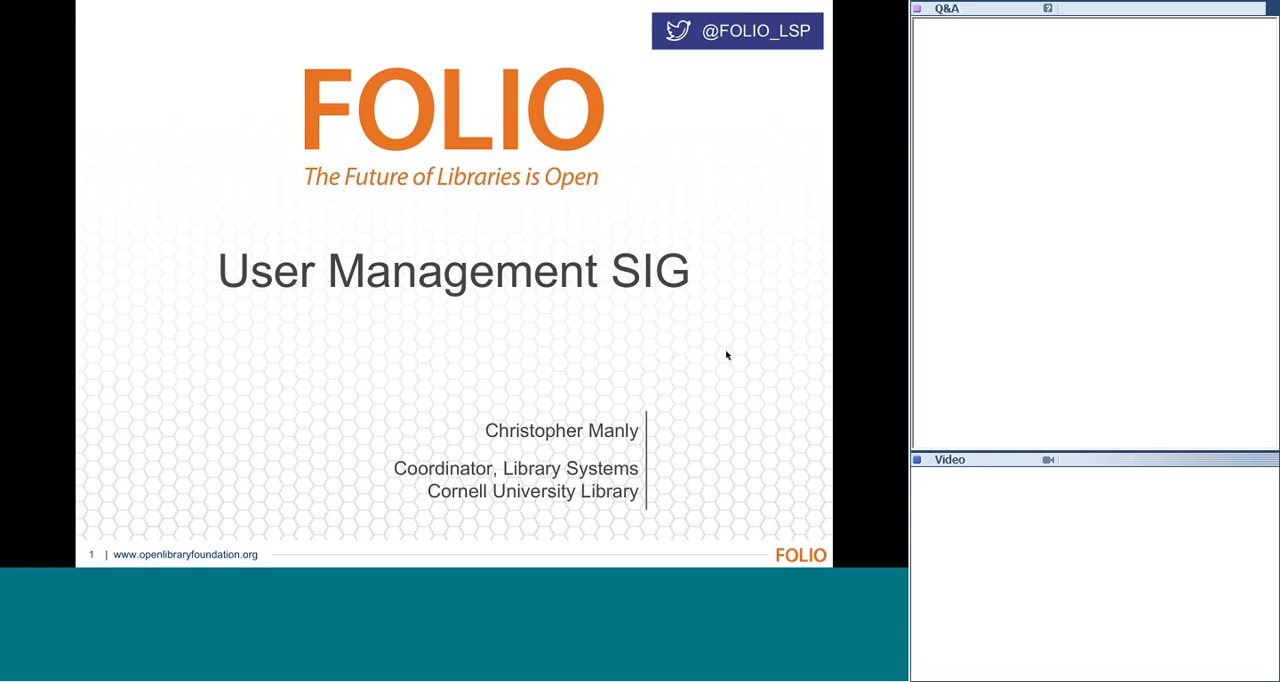 @FOLIO_LSP
FOLIO
The Future of Libraries is Open
User Management SIG
Christopher Manly
Coordinator, Library Systems
Cornell University Library
1 | www.openlibraryfoundation.org
FOLIO
Q&A
?
Video